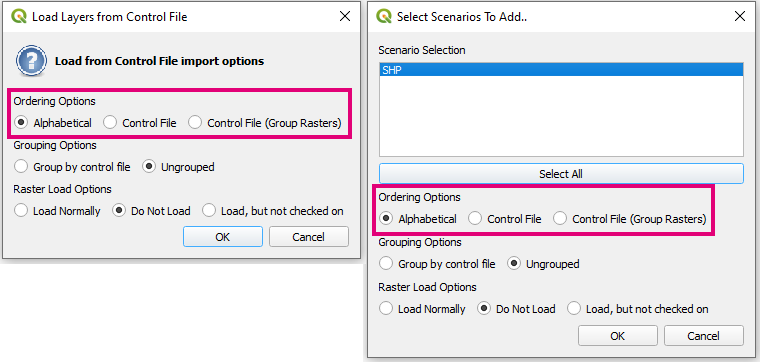 Load Layers from Control File
Load from Control File import options
Ordering Options
Alphabetical Control File Control File (Group Rasters)
Grouping Options
Group by control file Ungrouped
Raster Load Options
Load Normally Do Not Load Load, but not checked on
OK Cancel
Select Scenarios To Add..
Scenario Selection
SHP
Select All
Ordering Options
Alphabetical Control File Control File (Group Rasters)
Grouping Options
Group by control file Ungrouped
Raster Load Options
Load Normally Do Not Load Load, but not checked on
OK Cancel